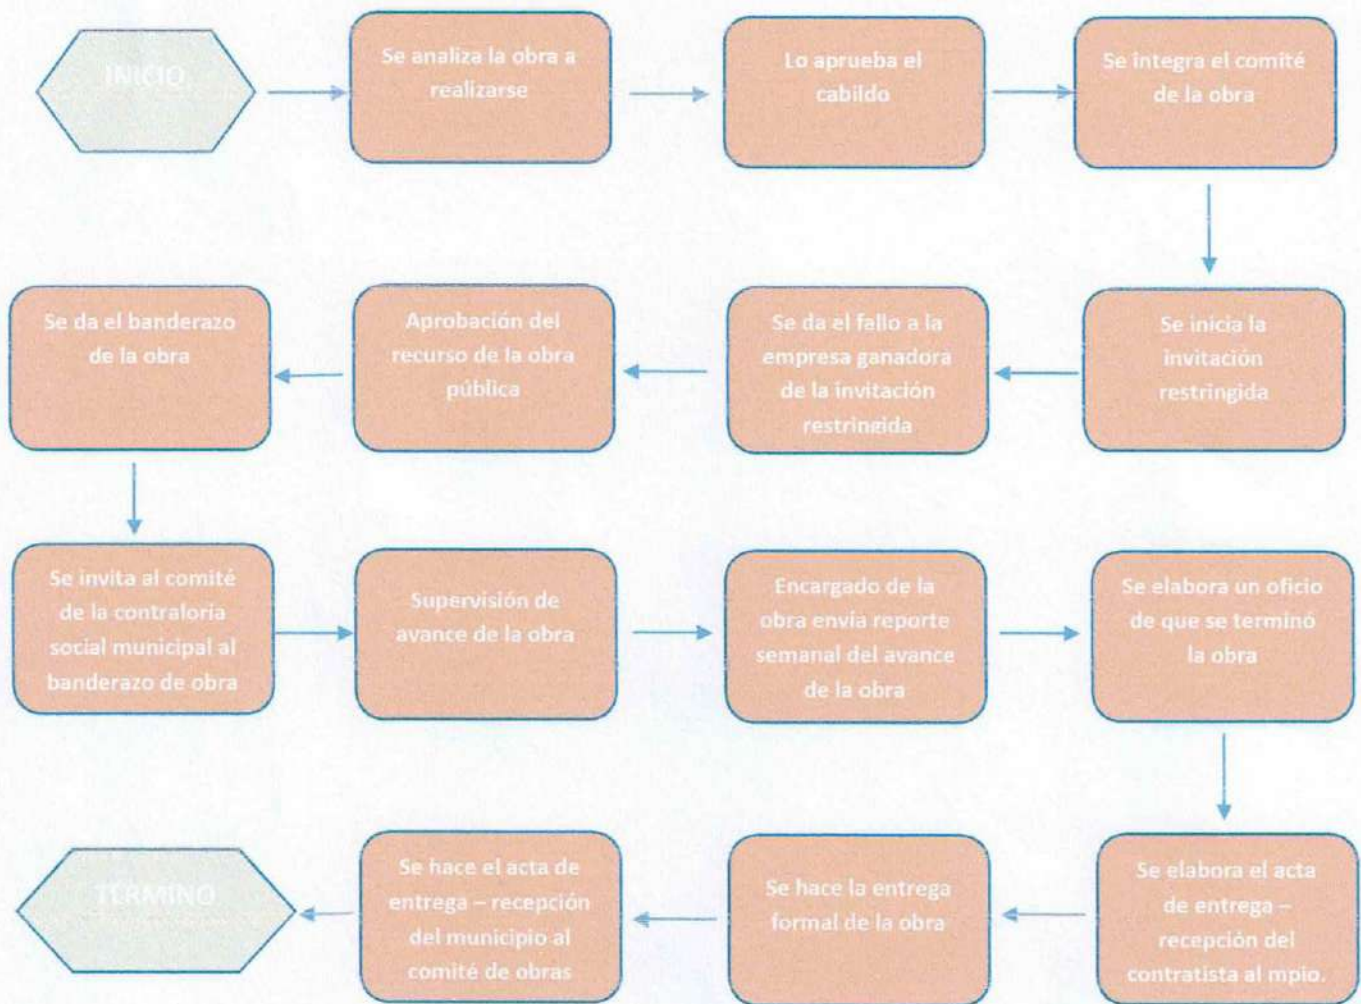 INICIO
Se analiza la obra a
realizarse
Lo aprueba el
cabildo
Se integra el comité
de la obra
Se inicia la
invitación
restringida
Se da el fallo a la
empresa ganadora
de la invitación
restringida
Aprobación del
recurso de la obra
pública
Se da el banderazo
de la obra
Se invita al comité
de la contraloría
social municipal al
banderazo de obra
Supervisión de
avance de la obra
Encargado de la
obra envía reporte
semanal del avance
de la obra
Se elabora un oficio
de que se terminó
la obra
Se elabora el acta
de entrega –
recepción del
contratista al mpio.
Se hace la entrega
formal de la obra
Se hace el acta de
entrega – recepción
del municipio al
comité de obras
TÉRMINO